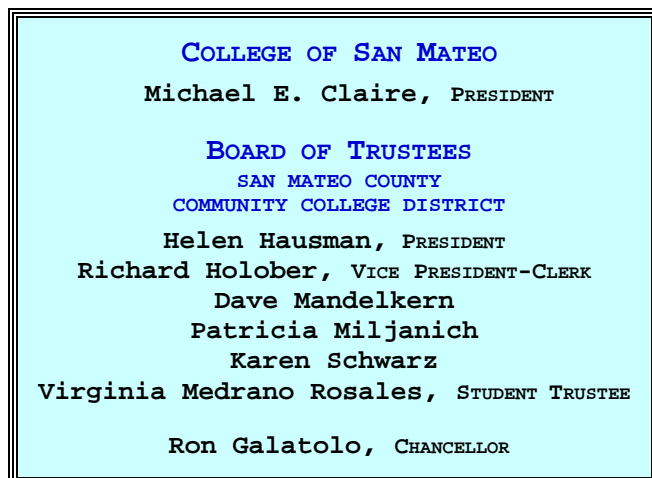 COLLEGE OF SAN MATEO
Michael E. Claire, PRESIDENT
BOARD OF TRUSTEES
SAN MATEO COUNTY
COMMUNITY COLLEGE DISTRICT
Helen Hausman, PRESIDENT
Richard Holober, VICE PRESIDENT-CLERK
Dave Mandelkern
Patricia Miljanich
Karen Schwarz
Virginia Medrano Rosales, STUDENT TRUSTEE
Ron Galatolo, CHANCELLOR